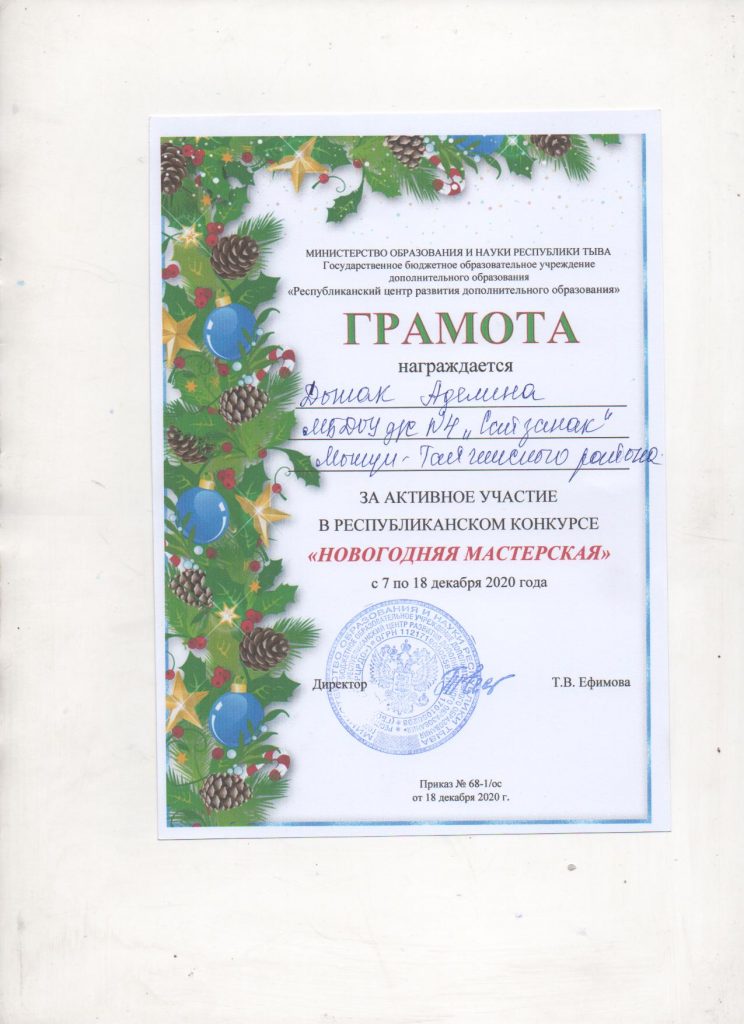 МИНИСТЕРСТВО ОБРАЗОВАНИЯ И НАУКИ РЕСПУБЛИКИ ТЫВА
Государственное бюджетное образовательное учреждение
дополнительного образования
«Республиканский центр развития дополнительного образования»
ГРАМОТА
награждается
Допак Аделина
МБДОУ д/с №4 „Сайзанак"
Монгун-Тайгинского района
ЗА АКТИВНОЕ УЧАСТИЕ
В РЕСПУБЛИКАНСКОМ КОНКУРСЕ
«НОВОГОДНЯЯ МАСТЕРСКАЯ»
с 7 по 18 декабря 2020 года
Директор
Т.В. Ефимова
Приказ № 68-1/ос
от 18 декабря 2020 г.